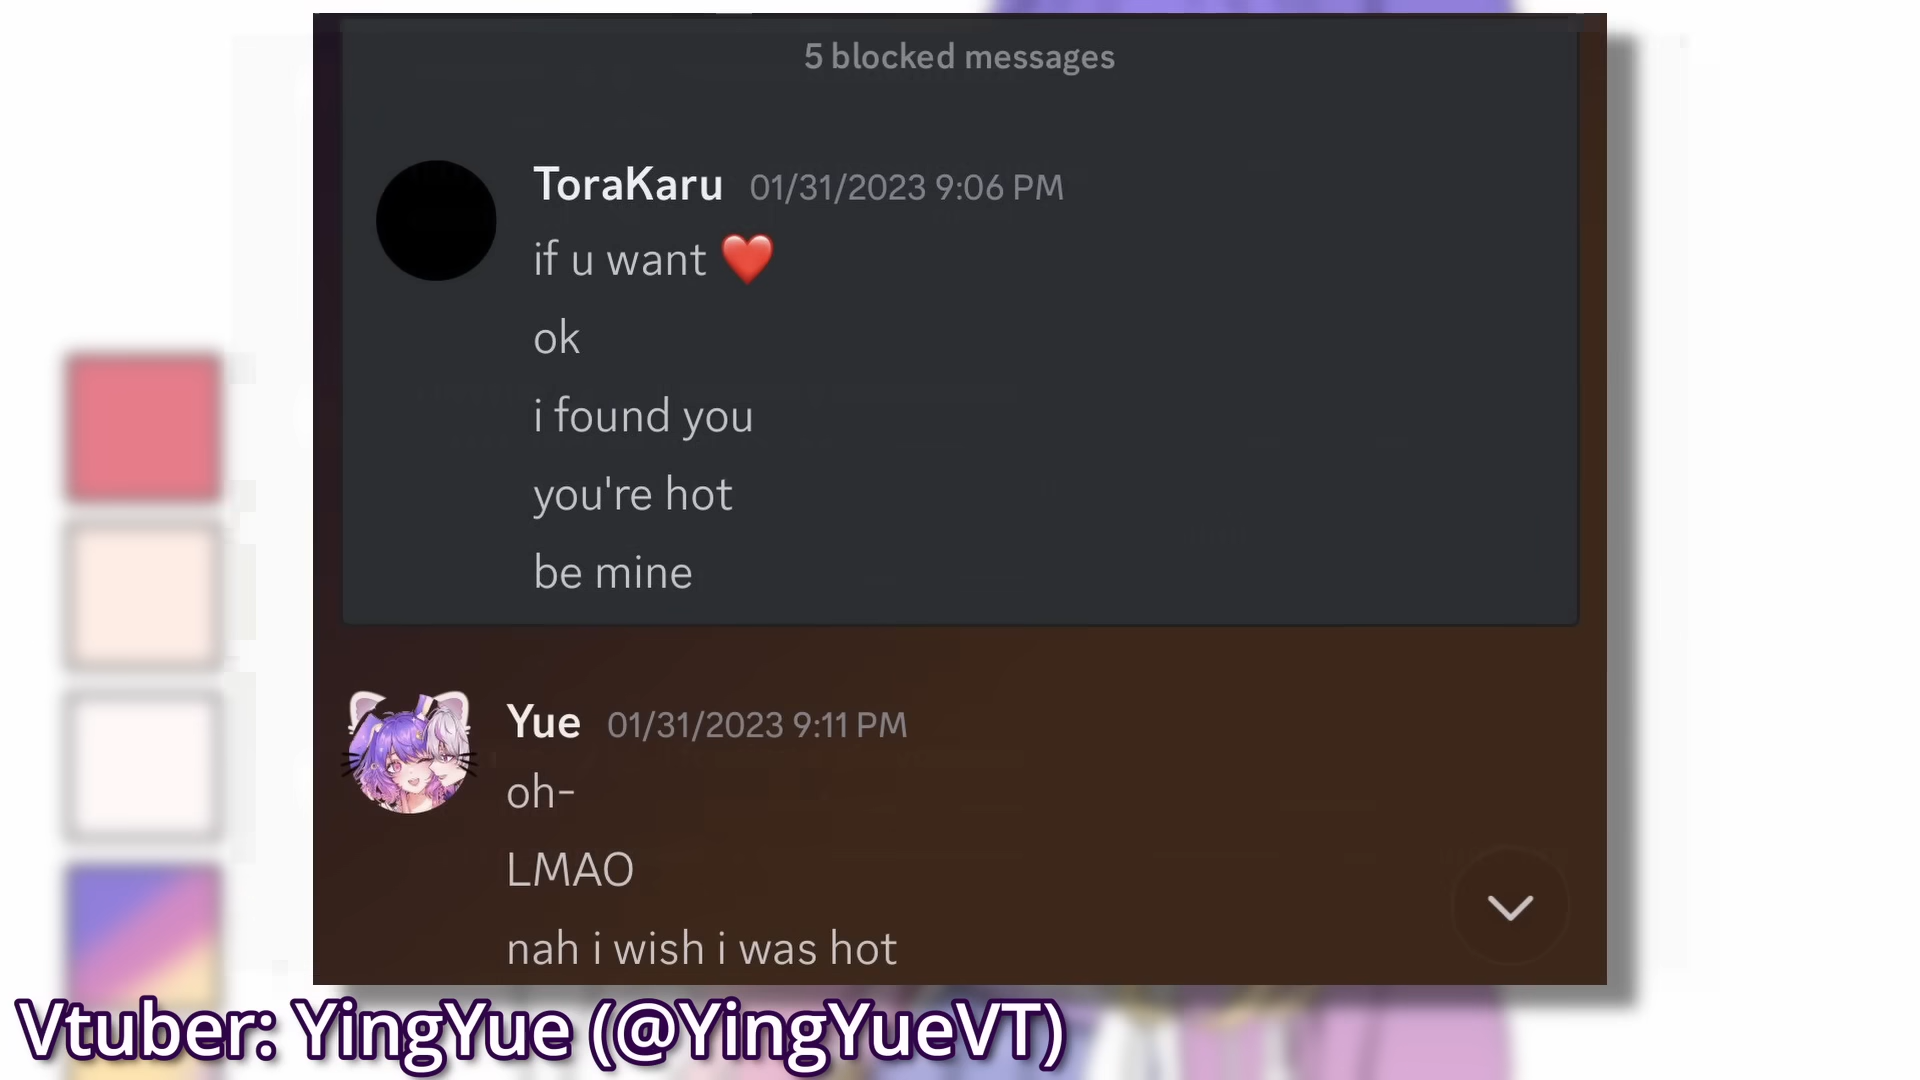 5 blocked messages
ToraKaru 01/31/2023 9:06 PM
if u want ❤️
ok
i found you
you're hot
be mine
Yue 01/31/2023 9:11 PM
oh-
LMAO
nah i wish i was hot
Vtuber: YingYue (@YingYueVT)